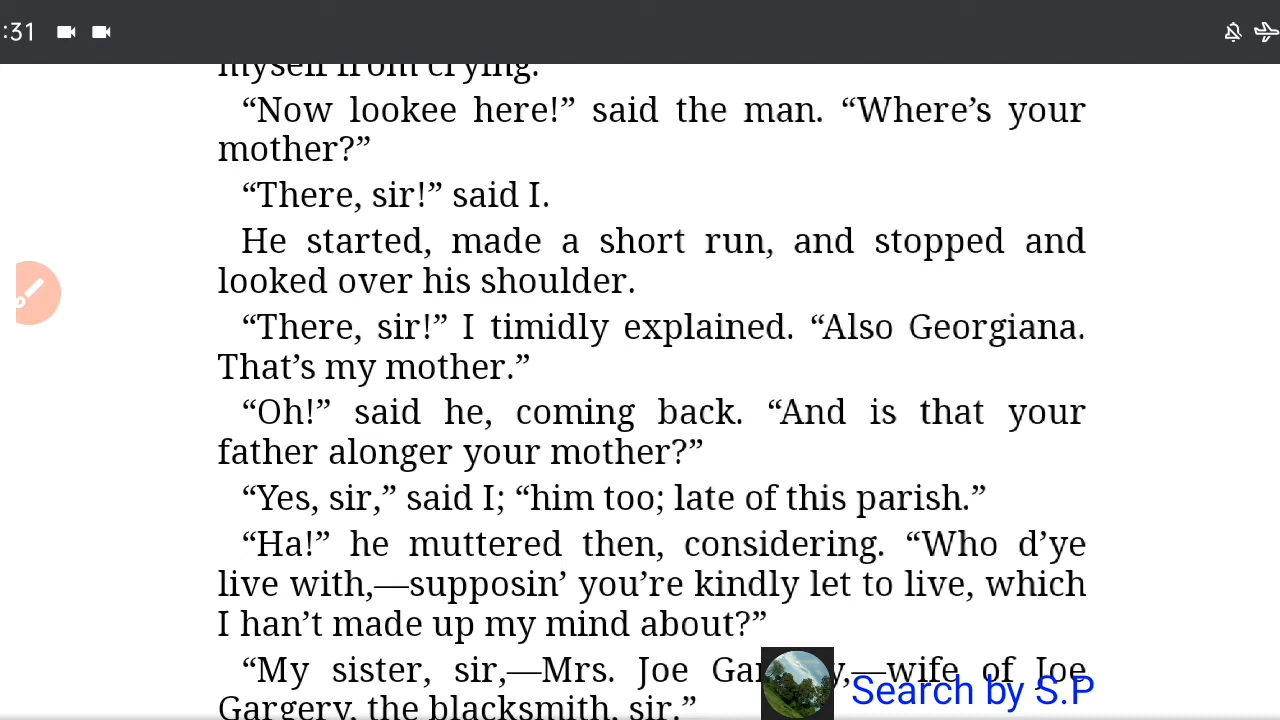 :31
myself from crying.
“Now lookee here!” said the man. “Where’s your
mother?”
“There, sir!” said I.
He started, made a short run, and stopped and
looked over his shoulder.
“There, sir!” I timidly explained. “Also Georgiana.
That’s my mother.”
“Oh!” said he, coming back. “And is that your
father alonger your mother?”
“Yes, sir,” said I; “him too; late of this parish.”
“Ha!” he muttered then, considering. “Who d’ye
live with,—supposin’ you’re kindly let to live, which
I han’t made up my mind about?”
“My sister, sir,—Mrs. Joe Gargery,—wife of Joe
Gargery, the blacksmith, sir.”
Search by S.P